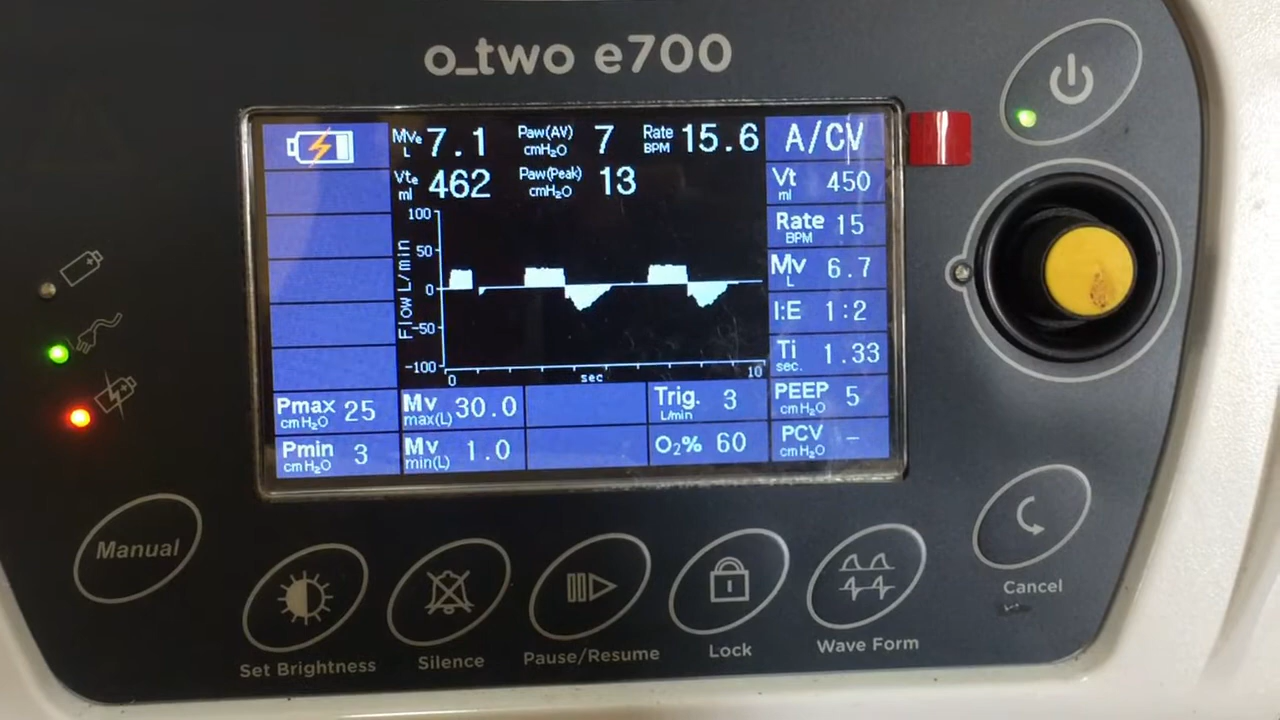 o_two e700
MVe L 7.1 Paw(AV) cmH2O 7 Rate BPM 15.6 A/CV
Vte ml 462 Paw(Peak) cmH2O 13 Vt ml 450
Rate BPM 15
Mv L 6.7
I:E 1:2
Ti sec. 1.33
Flow L/min
100
50
0
-50
-100
0 sec 10
Pmax cmH2O 25 Mv max(L) 30.0 Trig. L/min 3 PEEP cmH2O 5
Pmin cmH2O 3 Mv min(L) 1.0 O2% 60 PCV cmH2O -
Manual
Set Brightness Silence Pause/Resume Lock Wave Form Cancel